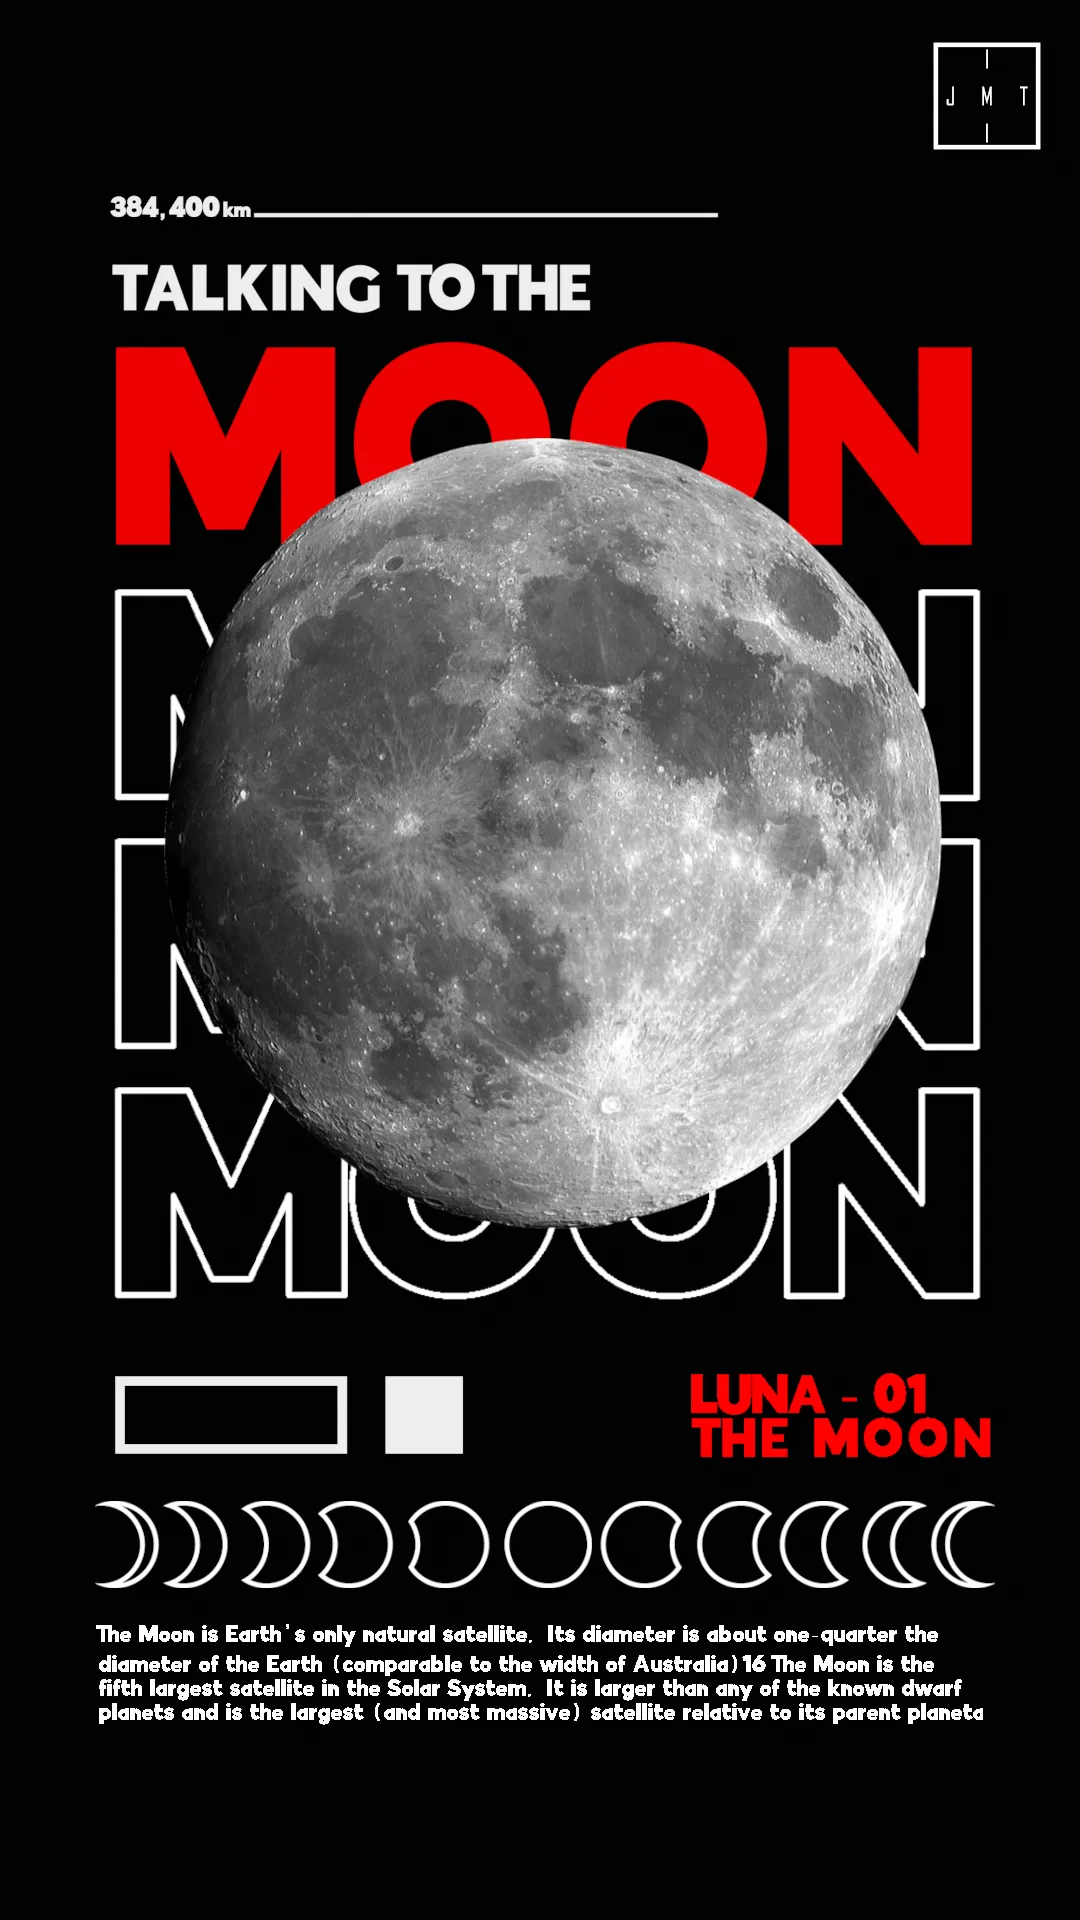 J M T
384,400km
TALKING TO THE
MOON
MOON
MOON
MOON
LUNA - 01
THE MOON
The Moon is Earth's only natural satellite. Its diameter is about one-quarter the
diameter of the Earth (comparable to the width of Australia)16 The Moon is the
fifth largest satellite in the Solar System. It is larger than any of the known dwarf
planets and is the largest (and most massive) satellite relative to its parent planeta